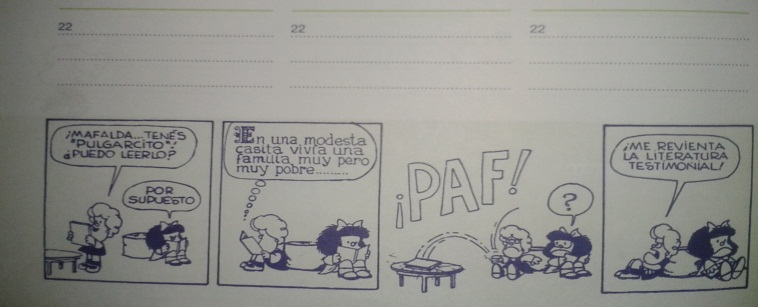 22
22
22
¡MAFALDA...TENÉS
"PULGARCITO"!
¿PUEDO LEERLO?
POR
SUPUESTO
En una modesta
casita vivía una
familia muy pero
muy pobre.........
¡PAF!
?
¡ME REVIENTA
LA LITERATURA
TESTIMONIAL!